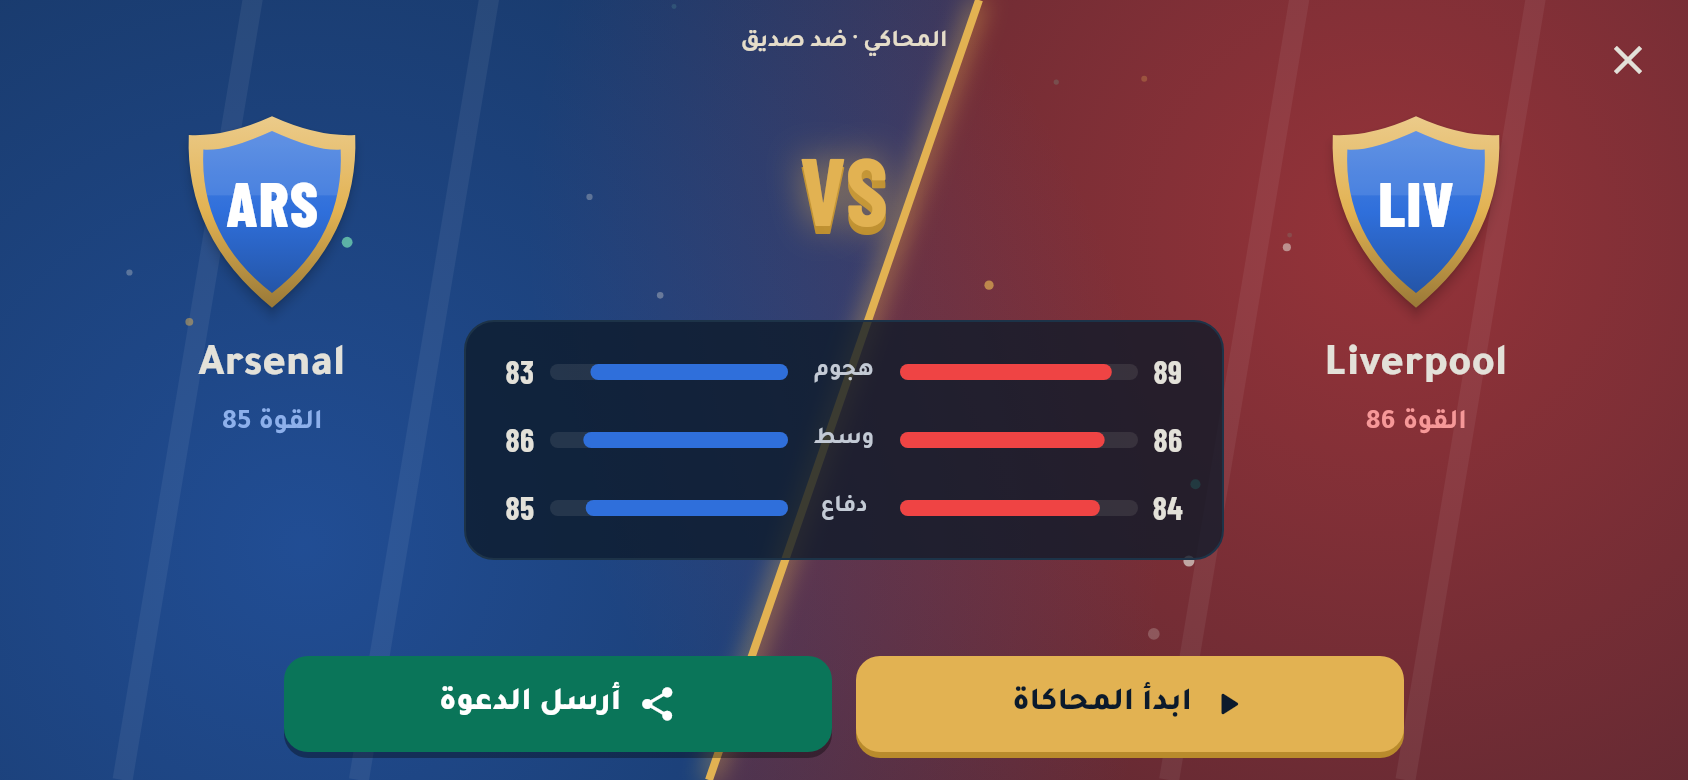 المحاكي · ضد صديق
ARS
VS
LIV
Arsenal
Liverpool
القوة 85
القوة 86
83 هجوم 89
86 وسط 86
85 دفاع 84
ابدأ المحاكاة
أرسل الدعوة